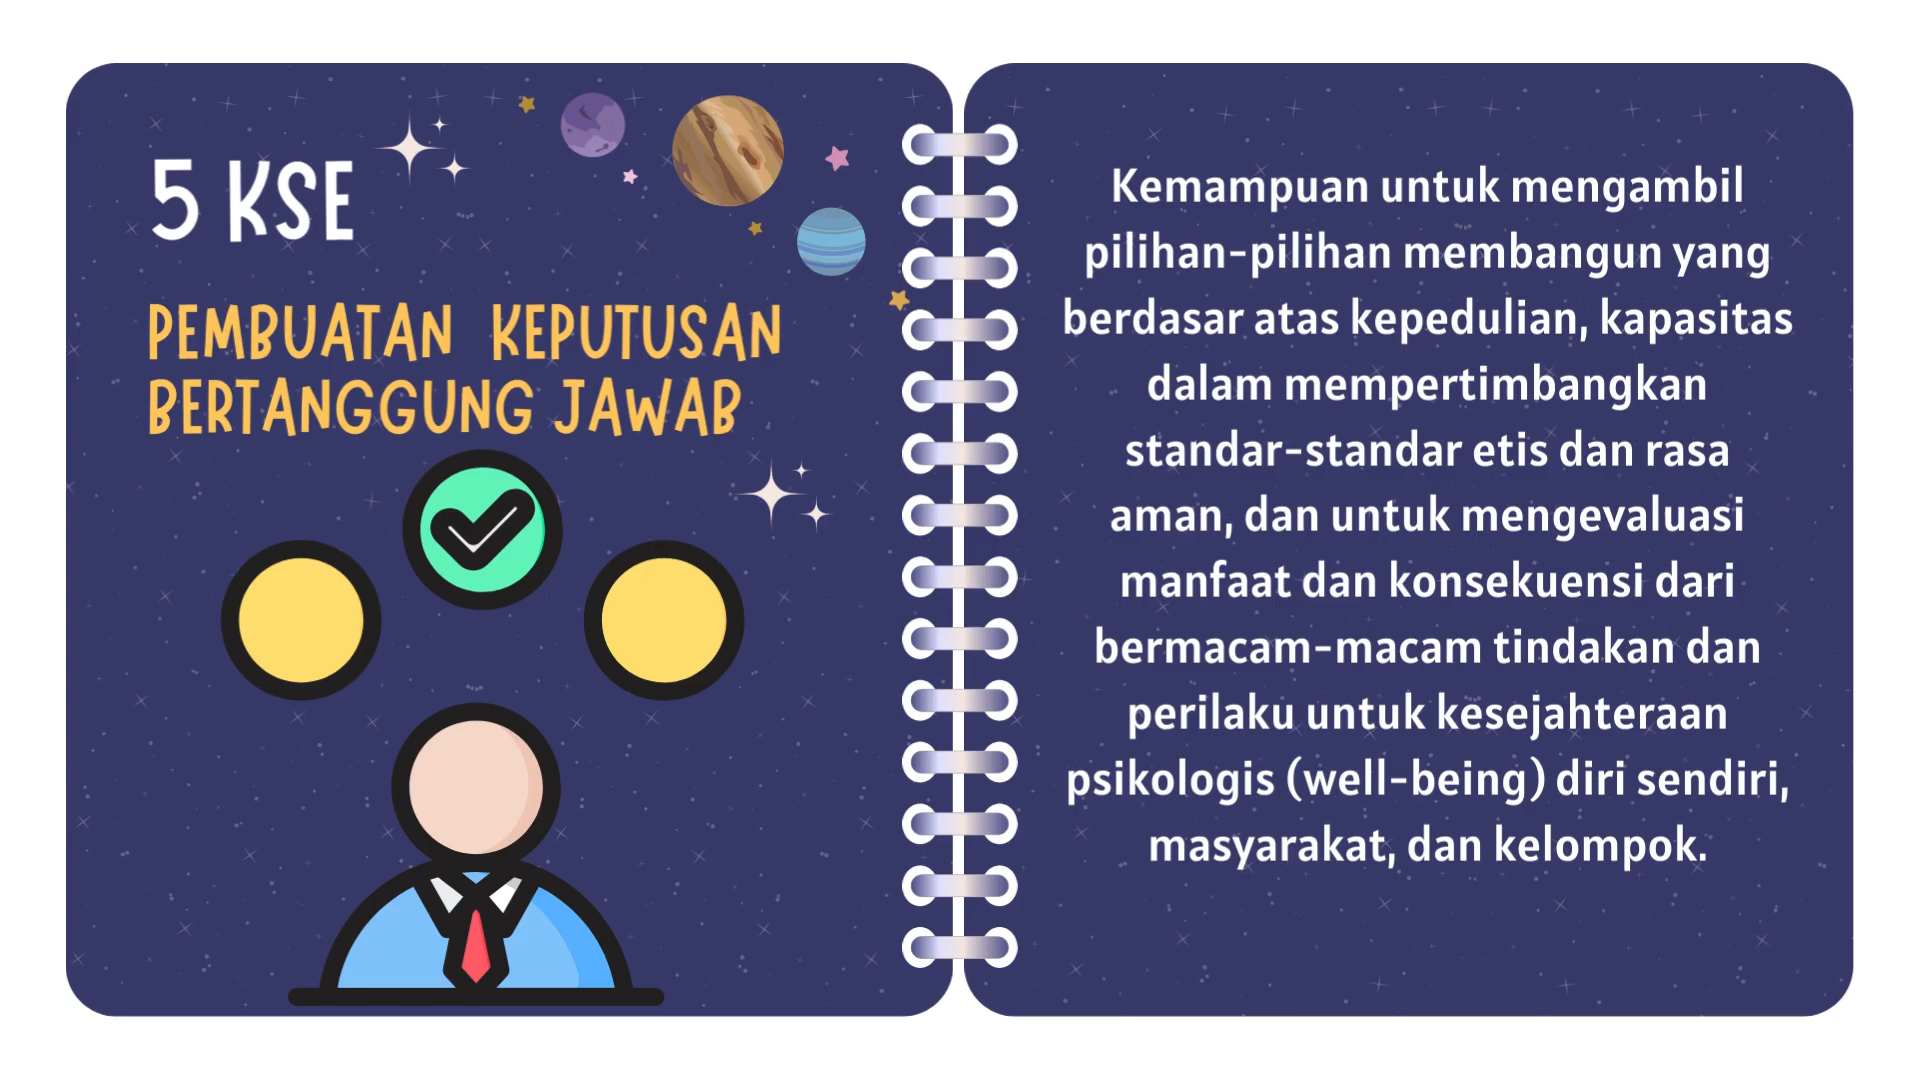 5 KSE
PEMBUATAN KEPUTUSAN
BERTANGGUNG JAWAB
Kemampuan untuk mengambil
pilihan-pilihan membangun yang
berdasar atas kepedulian, kapasitas
dalam mempertimbangkan
standar-standar etis dan rasa
aman, dan untuk mengevaluasi
manfaat dan konsekuensi dari
bermacam-macam tindakan dan
perilaku untuk kesejahteraan
psikologis (well-being) diri sendiri,
masyarakat, dan kelompok.